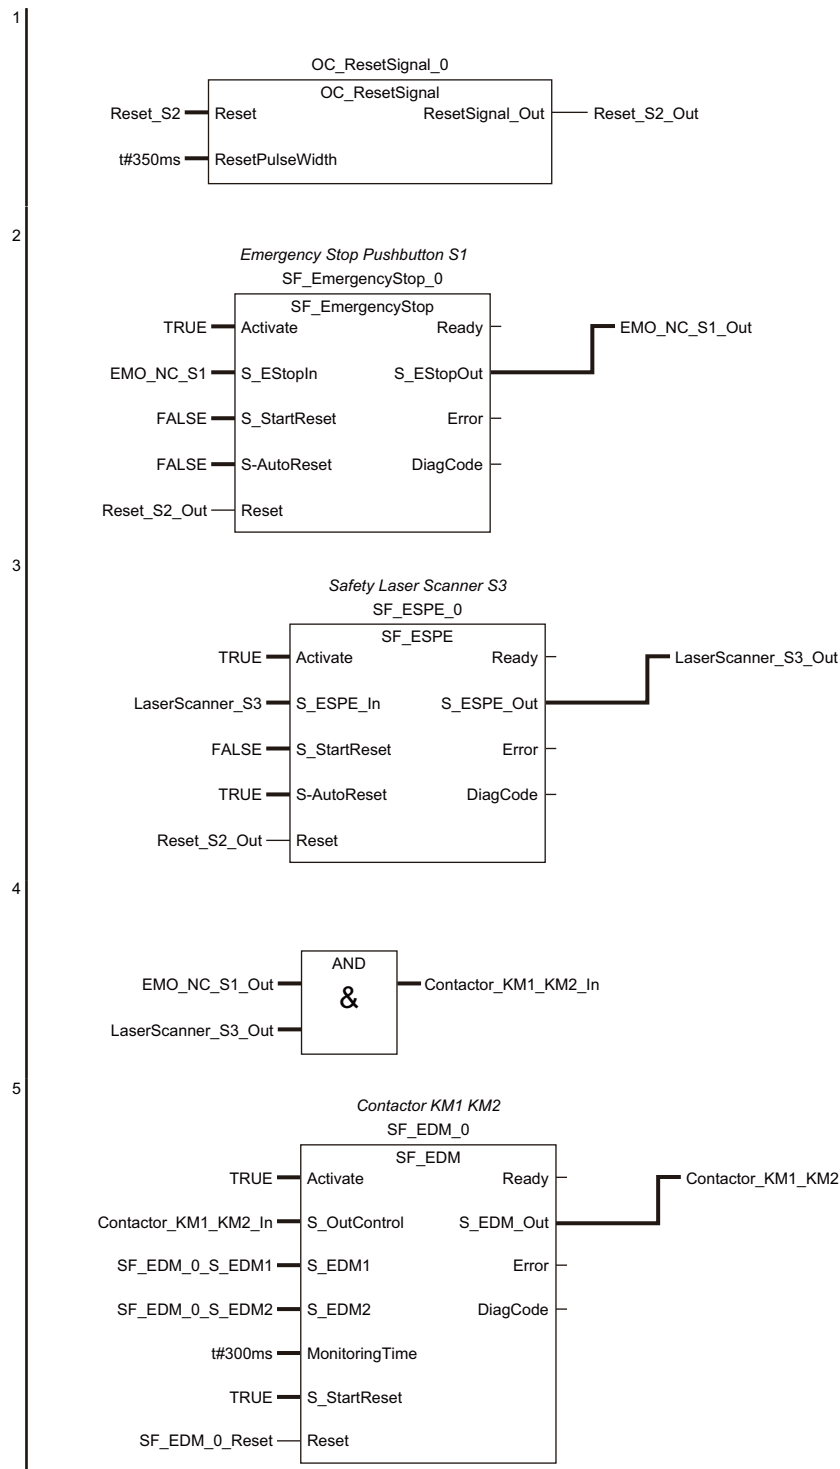 1
OC_ResetSignal_0
OC_ResetSignal
Reset_S2 Reset ResetSignal_Out Reset_S2_Out
t#350ms ResetPulseWidth
2
Emergency Stop Pushbutton S1
SF_EmergencyStop_0
SF_EmergencyStop
TRUE Activate Ready EMO_NC_S1_Out
EMO_NC_S1 S_EStopIn S_EStopOut
FALSE S_StartReset Error
FALSE S-AutoReset DiagCode
Reset_S2_Out Reset
3
Safety Laser Scanner S3
SF_ESPE_0
SF_ESPE
TRUE Activate Ready LaserScanner_S3_Out
LaserScanner_S3 S_ESPE_In S_ESPE_Out
FALSE S_StartReset Error
TRUE S-AutoReset DiagCode
Reset_S2_Out Reset
4
AND
EMO_NC_S1_Out & Contactor_KM1_KM2_In
LaserScanner_S3_Out
5
Contactor KM1 KM2
SF_EDM_0
SF_EDM
TRUE Activate Ready Contactor_KM1_KM2
Contactor_KM1_KM2_In S_OutControl S_EDM_Out
SF_EDM_0_S_EDM1 S_EDM1 Error
SF_EDM_0_S_EDM2 S_EDM2 DiagCode
t#300ms MonitoringTime
TRUE S_StartReset
SF_EDM_0_Reset Reset